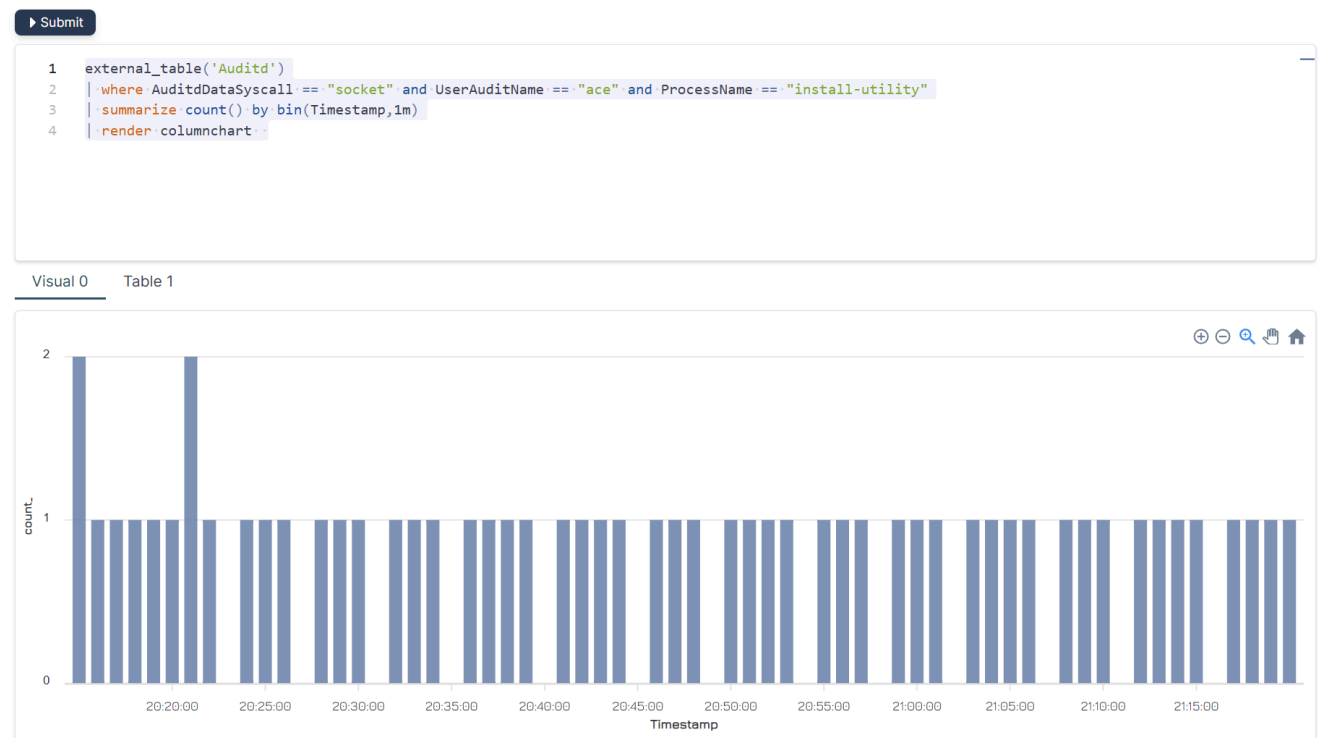 Submit
1 external_table('Auditd')
2 | where AuditdDataSyscall == "socket" and UserAuditName == "ace" and ProcessName == "install-utility"
3 | summarize count() by bin(Timestamp,1m)
4 | render columnchart
Visual 0 Table 1
2
1
0
count_
20:20:00 20:25:00 20:30:00 20:35:00 20:40:00 20:45:00 20:50:00 20:55:00 21:00:00 21:05:00 21:10:00 21:15:00
Timestamp